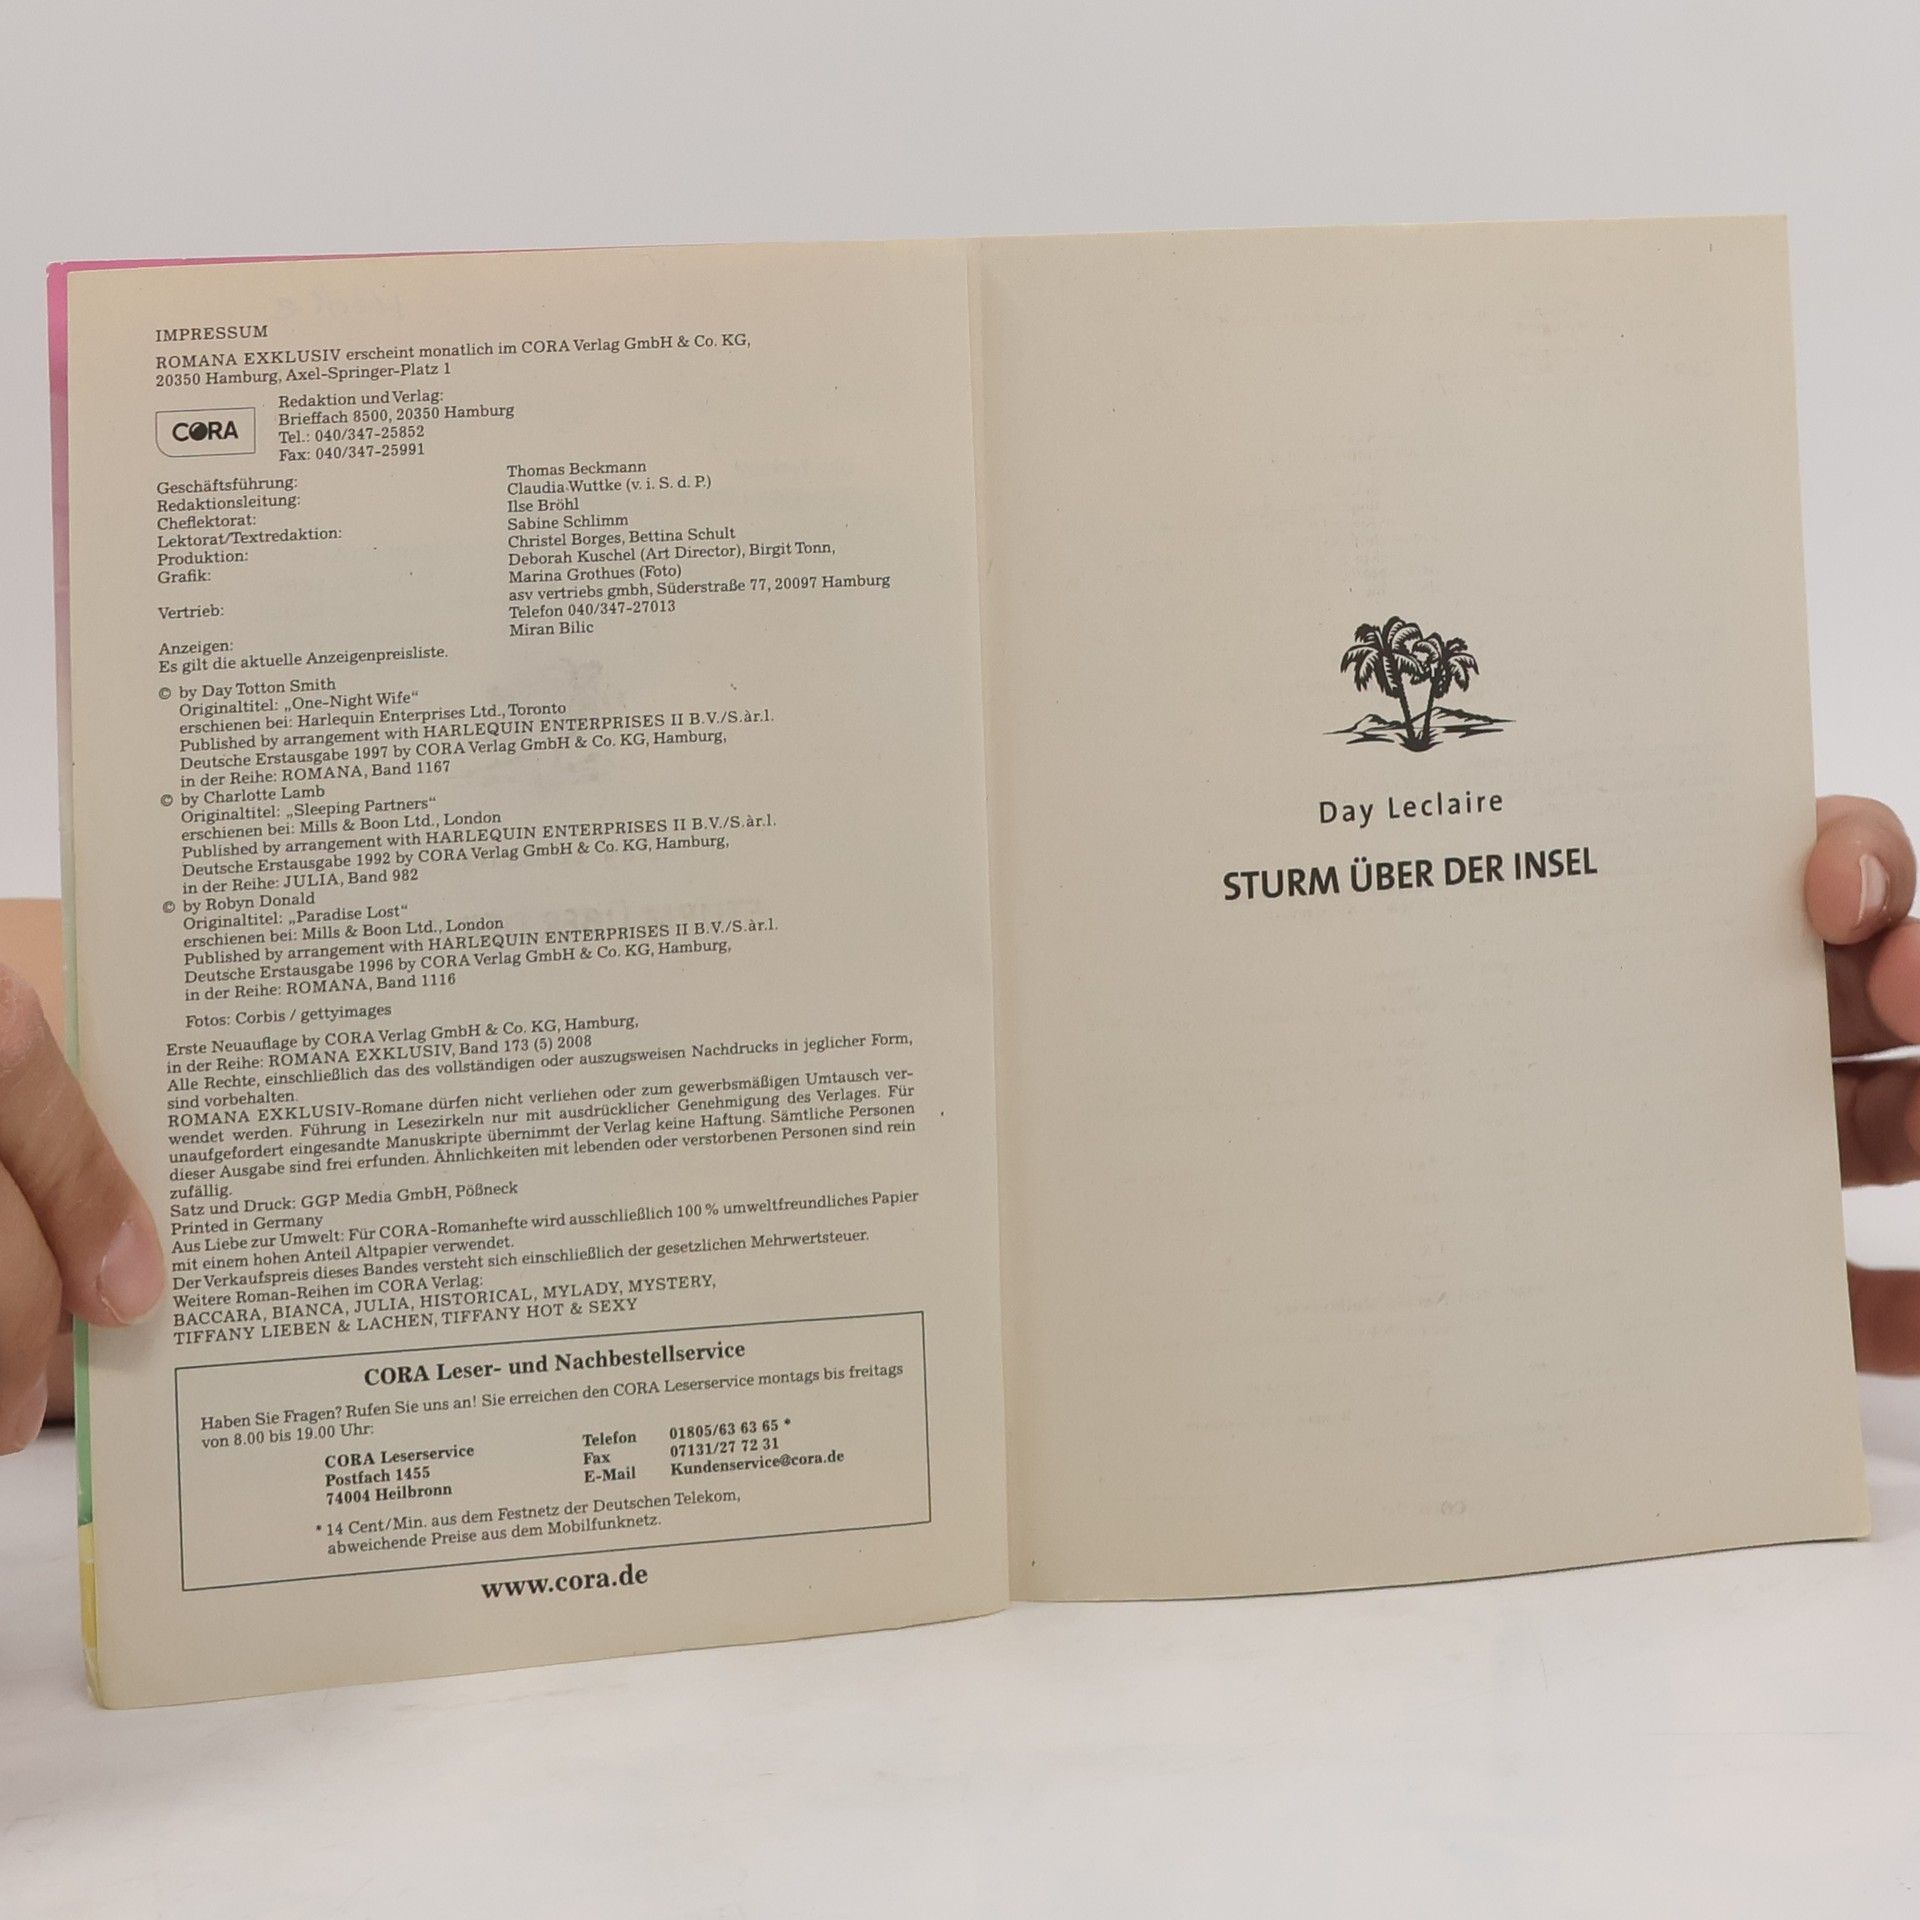 IMPRESSUM
ROMANA EXKLUSIV erscheint monatlich im CORA Verlag GmbH & Co. KG,
20350 Hamburg, Axel-Springer-Platz 1
CORA
Redaktion und Verlag:
Brieffach 8500, 20350 Hamburg
Tel.: 040/347-25852
Fax: 040/347-25991
Geschäftsführung:
Redaktionsleitung:
Cheflektorat:
Lektorat/Textredaktion:
Produktion:
Grafik:
Vertrieb:
Anzeigen:
Thomas Beckmann
Claudia Wuttke (v. i. S. d. P.)
Ilse Bröhl
Sabine Schlimm
Christel Borges, Bettina Schult
Deborah Kuschel (Art Director), Birgit Tonn,
Marina Grothues (Foto)
asv vertriebs gmbh, Süderstraße 77, 20097 Hamburg
Telefon 040/347-27013
Miran Bilic
Es gilt die aktuelle Anzeigenpreisliste.
© by Day Totton Smith
Originaltitel: „One-Night Wife“
erschienen bei: Harlequin Enterprises Ltd., Toronto
Published by arrangement with HARLEQUIN ENTERPRISES II B.V./S.àr.l.
Deutsche Erstausgabe 1997 by CORA Verlag GmbH & Co. KG, Hamburg,
in der Reihe: ROMANA, Band 1167
© by Charlotte Lamb
Originaltitel: „Sleeping Partners“
erschienen bei: Mills & Boon Ltd., London
Published by arrangement with HARLEQUIN ENTERPRISES II B.V./S.àr.l.
Deutsche Erstausgabe 1992 by CORA Verlag GmbH & Co. KG, Hamburg,
in der Reihe: JULIA, Band 982
© by Robyn Donald
Originaltitel: „Paradise Lost“
erschienen bei: Mills & Boon Ltd., London
Published by arrangement with HARLEQUIN ENTERPRISES II B.V./S.àr.l.
Deutsche Erstausgabe 1996 by CORA Verlag GmbH & Co. KG, Hamburg,
in der Reihe: ROMANA, Band 1116
Fotos: Corbis / gettyimages
Erste Neuauflage by CORA Verlag GmbH & Co. KG, Hamburg,
in der Reihe: ROMANA EXKLUSIV, Band 173 (5) 2008
Alle Rechte, einschließlich das des vollständigen oder auszugsweisen Nachdrucks in jeglicher Form,
sind vorbehalten.
ROMANA EXKLUSIV-Romane dürfen nicht verliehen oder zum gewerbsmäßigen Umtausch ver-
wendet werden. Führung in Lesezirkeln nur mit ausdrücklicher Genehmigung des Verlages. Für
unaufgefordert eingesandte Manuskripte übernimmt der Verlag keine Haftung. Sämtliche Personen
dieser Ausgabe sind frei erfunden. Ähnlichkeiten mit lebenden oder verstorbenen Personen sind rein
zufällig.
Satz und Druck: GGP Media GmbH, Pößneck
Printed in Germany
Aus Liebe zur Umwelt: Für CORA-Romanhefte wird ausschließlich 100 % umweltfreundliches Papier
mit einem hohen Anteil Altpapier verwendet.
Der Verkaufspreis dieses Bandes versteht sich einschließlich der gesetzlichen Mehrwertsteuer.
Weitere Roman-Reihen im CORA Verlag:
BACCARA, BIANCA, JULIA, HISTORICAL, MYLADY, MYSTERY,
TIFFANY LIEBEN & LACHEN, TIFFANY HOT & SEXY
CORA Leser- und Nachbestellservice
Haben Sie Fragen? Rufen Sie uns an! Sie erreichen den CORA Leserservice montags bis freitags
von 8.00 bis 19.00 Uhr:
CORA Leserservice
Postfach 1455
74004 Heilbronn
Telefon 01805/63 63 65 *
Fax 07131/27 72 31
E-Mail Kundenservice@cora.de
* 14 Cent/Min. aus dem Festnetz der Deutschen Telekom,
abweichende Preise aus dem Mobilfunknetz.
www.cora.de
Day Leclaire
STURM ÜBER DER INSEL